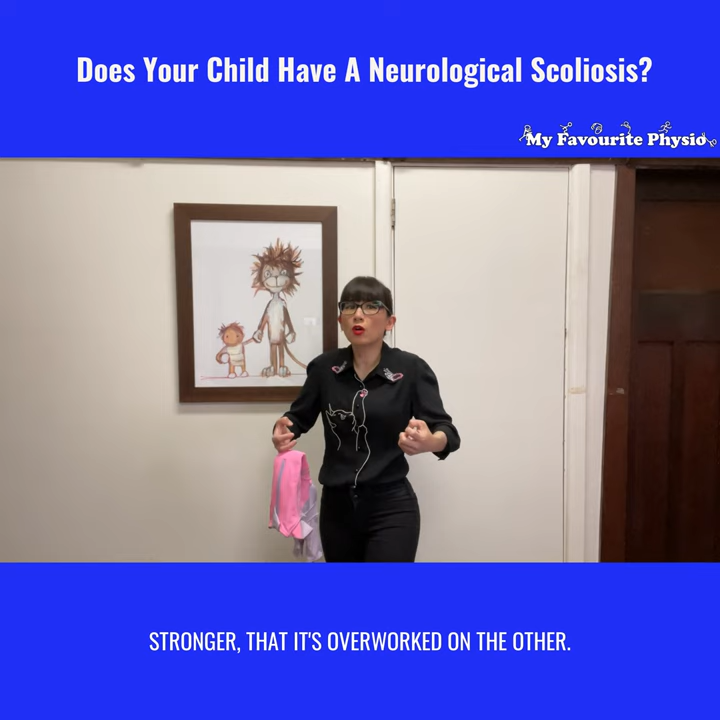 Does Your Child Have A Neurological Scoliosis?
My Favourite Physio
STRONGER, THAT IT'S OVERWORKED ON THE OTHER.